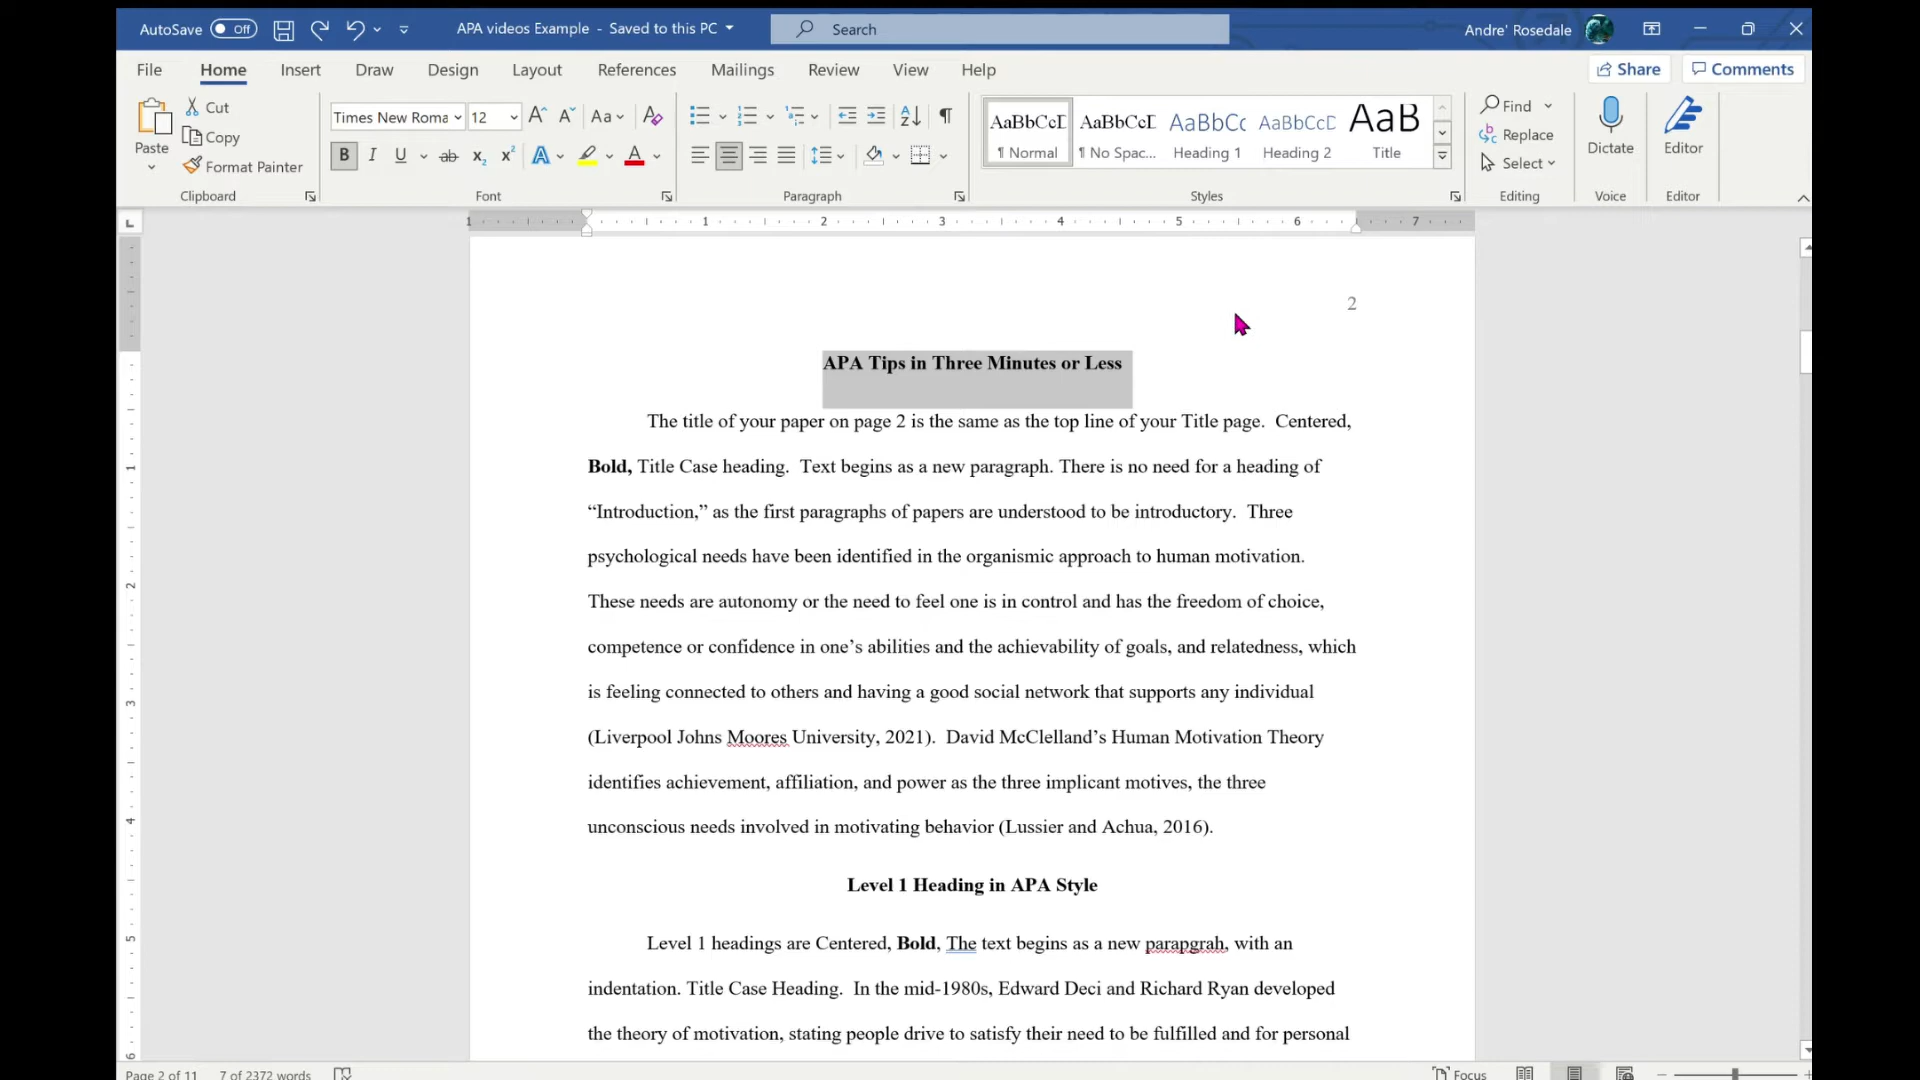 AutoSave Off APA videos Example - Saved to this PC Search Andre' Rosedale
File Home Insert Draw Design Layout References Mailings Review View Help Share Comments
Paste Cut Copy Format Painter Clipboard
Times New Roma 12 Aa Font
Paragraph
AaBbCcI AaBbCcI AaBbCc AaBbCcD AaB
¶ Normal ¶ No Spac... Heading 1 Heading 2 Title
Styles
Find Replace Select Editing
Dictate Voice
Editor Editor
1 1 2 3 4 5 6 7
2
APA Tips in Three Minutes or Less
The title of your paper on page 2 is the same as the top line of your Title page. Centered,
Bold, Title Case heading. Text begins as a new paragraph. There is no need for a heading of
“Introduction,” as the first paragraphs of papers are understood to be introductory. Three
psychological needs have been identified in the organismic approach to human motivation.
These needs are autonomy or the need to feel one is in control and has the freedom of choice,
competence or confidence in one’s abilities and the achievability of goals, and relatedness, which
is feeling connected to others and having a good social network that supports any individual
(Liverpool Johns Moores University, 2021). David McClelland’s Human Motivation Theory
identifies achievement, affiliation, and power as the three implicant motives, the three
unconscious needs involved in motivating behavior (Lussier and Achua, 2016).
Level 1 Heading in APA Style
Level 1 headings are Centered, Bold, The text begins as a new parapgrah, with an
indentation. Title Case Heading. In the mid-1980s, Edward Deci and Richard Ryan developed
the theory of motivation, stating people drive to satisfy their need to be fulfilled and for personal
1
2
3
4
5
6
Page 2 of 11 7 of 2372 words Focus